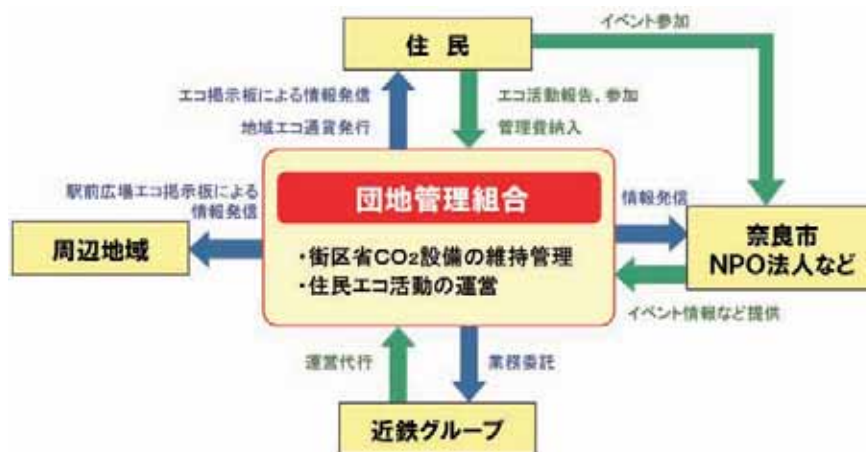 イベント参加
住 民
エコ掲示板による情報発信
地域エコ通貨発行
エコ活動報告、参加
管理費納入
駅前広場エコ掲示板による
情報発信
団地管理組合
情報発信
周辺地域
・街区省CO₂設備の維持管理
・住民エコ活動の運営
奈良市
NPO法人など
イベント情報など提供
運営代行
業務委託
近鉄グループ